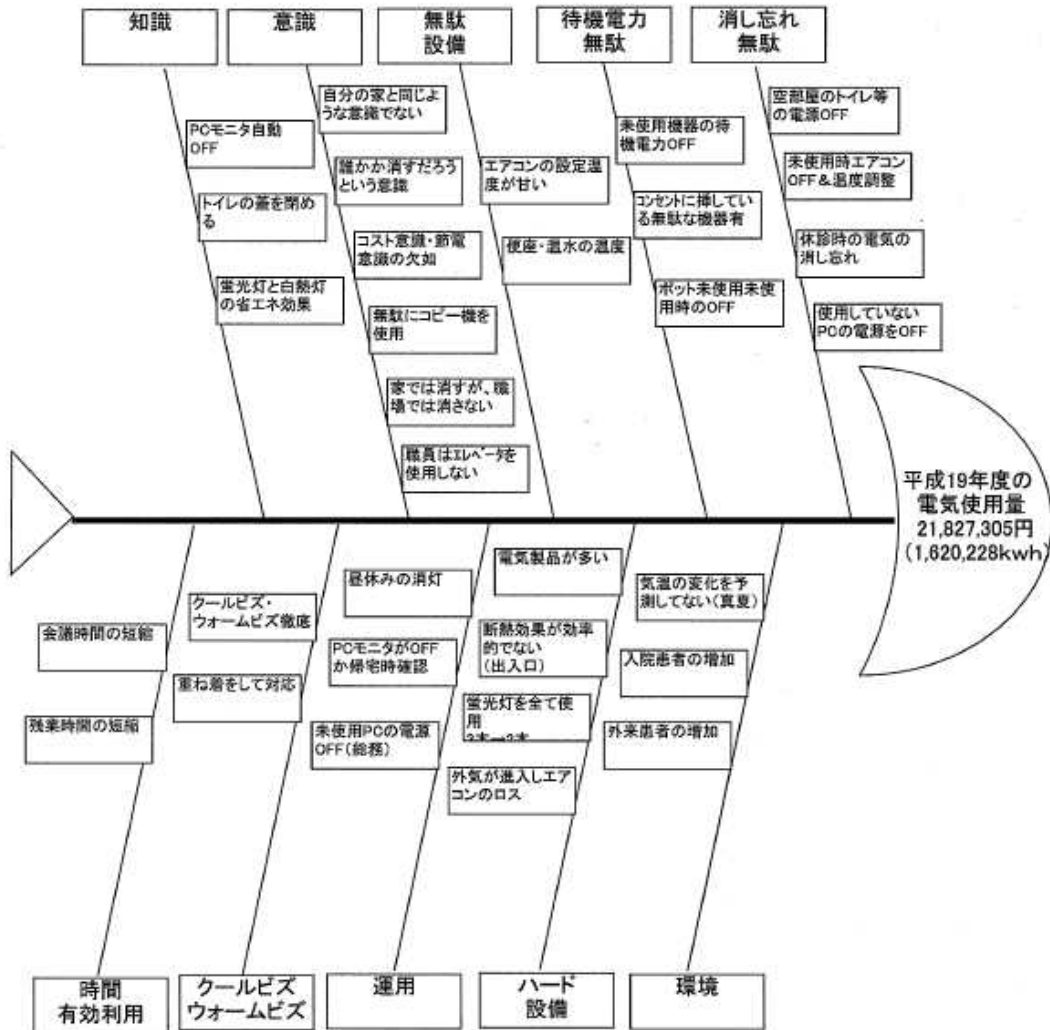 知識
意識
無駄
設備
待機電力
無駄
消し忘れ
無駄
PCモニタ自動
OFF
トイレの蓋を閉め
る
蛍光灯と白熱灯
の省エネ効果
自分の家と同じよ
うな意識でない
誰かが消すだろう
という意識
コスト意識・節電
意識の欠如
無駄にコピー機を
使用
家では消すが、職
場では消さない
職員はエレベータを
使用しない
エアコンの設定温
度が甘い
便座・温水の温度
未使用機器の待
機電力OFF
コンセントに挿してい
る無駄な機器有
ポット未使用未使
用時のOFF
空部屋のトイレ等
の電源OFF
未使用時エアコン
OFF＆温度調整
休診時の電気の
消し忘れ
使用していない
PCの電源をOFF
平成19年度の
電気使用量
21,827,305円
(1,620,228kwh)
会議時間の短縮
残業時間の短縮
クールビズ・
ウォームビズ徹底
重ね着をして対応
昼休みの消灯
PCモニタがOFF
か帰宅時確認
未使用PCの電源
OFF(総務)
電気製品が多い
断熱効果が効率
的でない
(出入口)
蛍光灯を全て使
用
外気が進入しエア
コンのロス
気温の変化を予
測してない(真夏)
入院患者の増加
外来患者の増加
時間
有効利用
クールビズ
ウォームビズ
運用
ハード
設備
環境